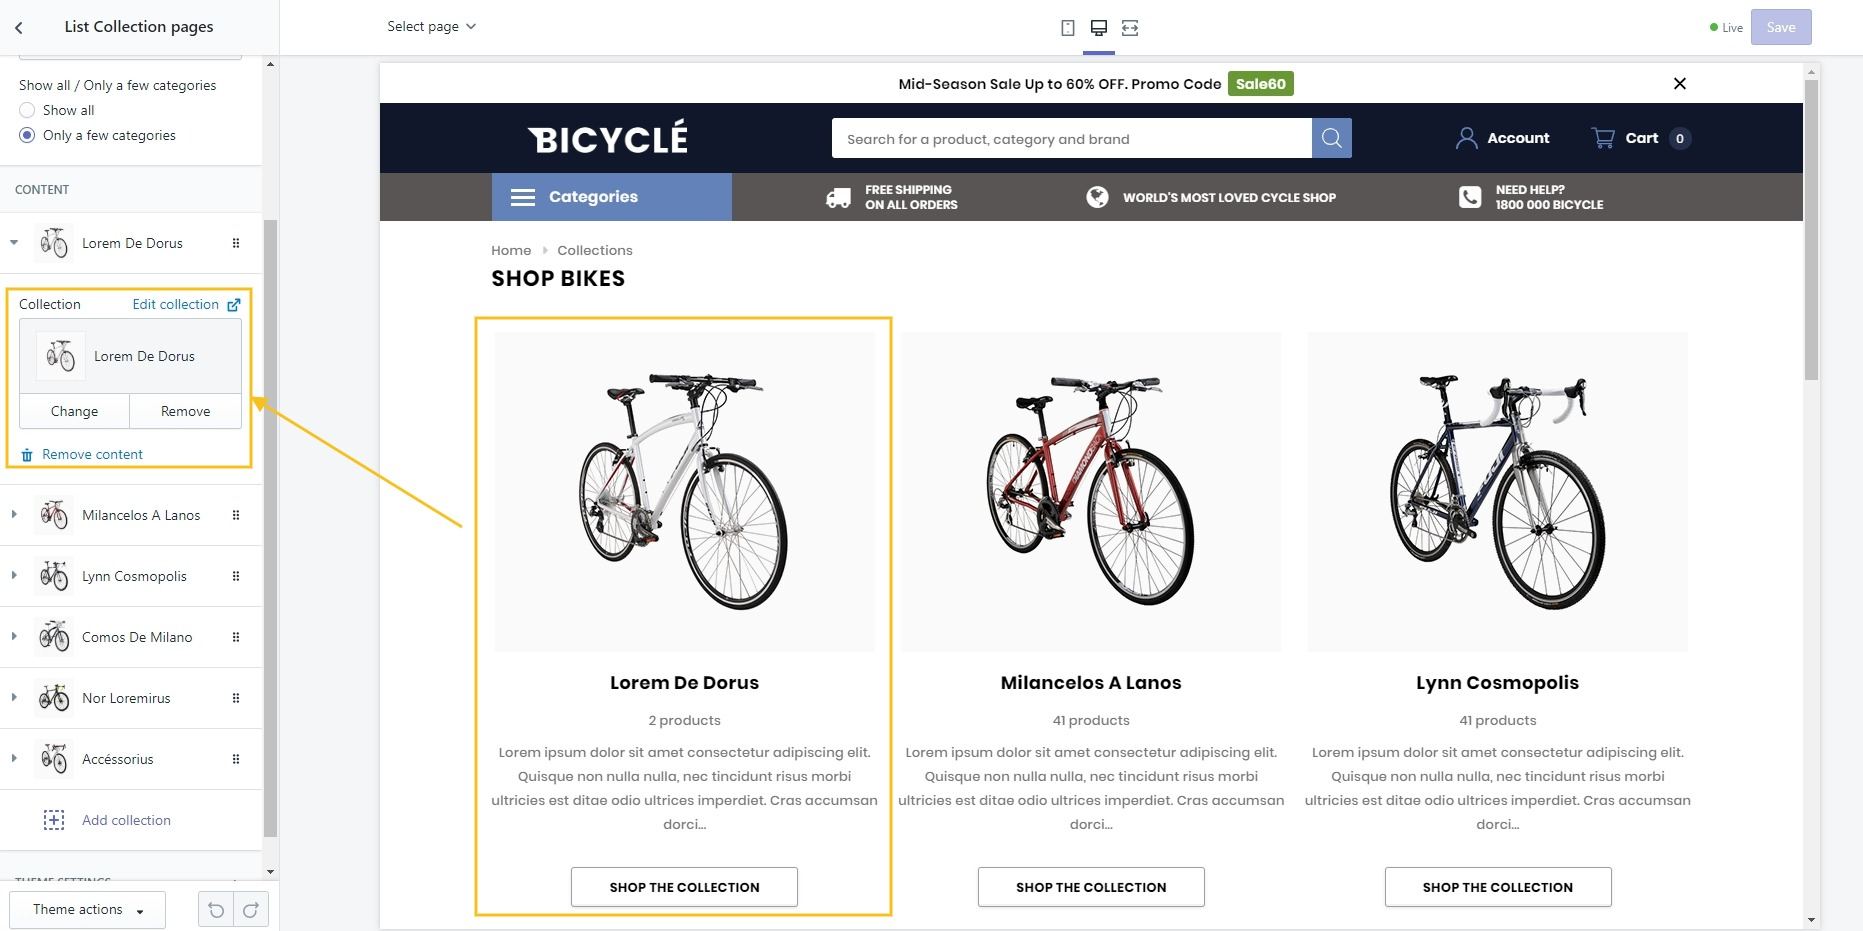 List Collection pages
Select page
Live
Save
Show all / Only a few categories
Show all
Only a few categories
CONTENT
Lorem De Dorus
Collection
Edit collection
Lorem De Dorus
Change
Remove
Remove content
Milancelos A Lanos
Lynn Cosmopolis
Comos De Milano
Nor Loremirus
Accéssorius
Add collection
THEME SETTINGS
Theme actions
Mid-Season Sale Up to 60% OFF. Promo Code Sale60
BICYCLÉ
Search for a product, category and brand
Account
Cart 0
Categories
FREE SHIPPING
ON ALL ORDERS
WORLD'S MOST LOVED CYCLE SHOP
NEED HELP?
1800 000 BICYCLE
Home Collections
SHOP BIKES
Lorem De Dorus
2 products
Lorem ipsum dolor sit amet consectetur adipiscing elit.
Quisque non nulla nulla, nec tincidunt risus morbi
ultricies est ditae odio ultrices imperdiet. Cras accumsan
dorci...
SHOP THE COLLECTION
Milancelos A Lanos
41 products
Lorem ipsum dolor sit amet consectetur adipiscing elit.
Quisque non nulla nulla, nec tincidunt risus morbi
ultricies est ditae odio ultrices imperdiet. Cras accumsan
dorci...
SHOP THE COLLECTION
Lynn Cosmopolis
41 products
Lorem ipsum dolor sit amet consectetur adipiscing elit.
Quisque non nulla nulla, nec tincidunt risus morbi
ultricies est ditae odio ultrices imperdiet. Cras accumsan
dorci...
SHOP THE COLLECTION